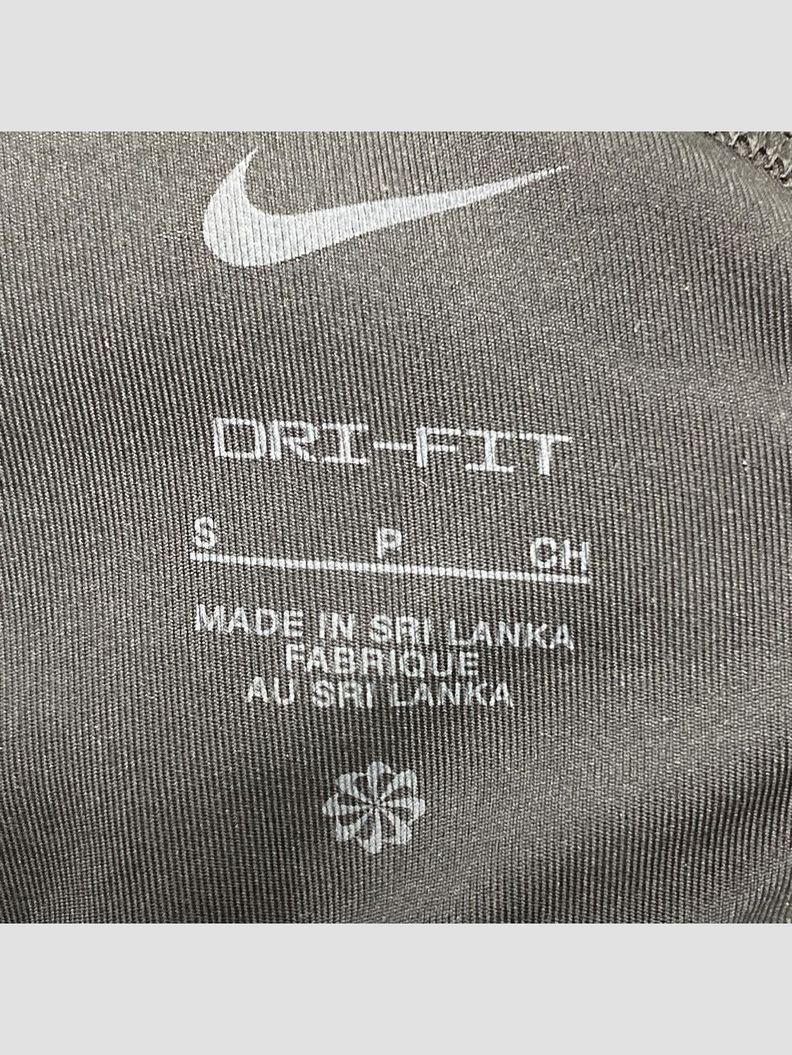 DRI-FIT
S P CH
MADE IN SRI LANKA
FABRIQUE
AU SRI LANKA